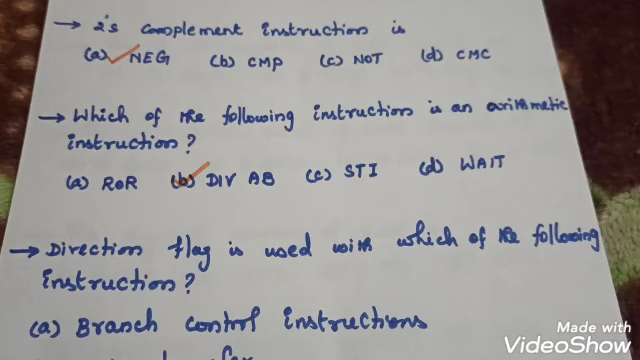 → 2's complement instruction is
(a) NEG (b) CMP (c) NOT (d) CMC
→ Which of the following instruction is an arithmetic
instruction?
(a) ROR (b) DIV AB (c) STI (d) WAIT
→ Direction flag is used with which of the following
instruction?
(a) Branch control instructions
Made with
VideoShow